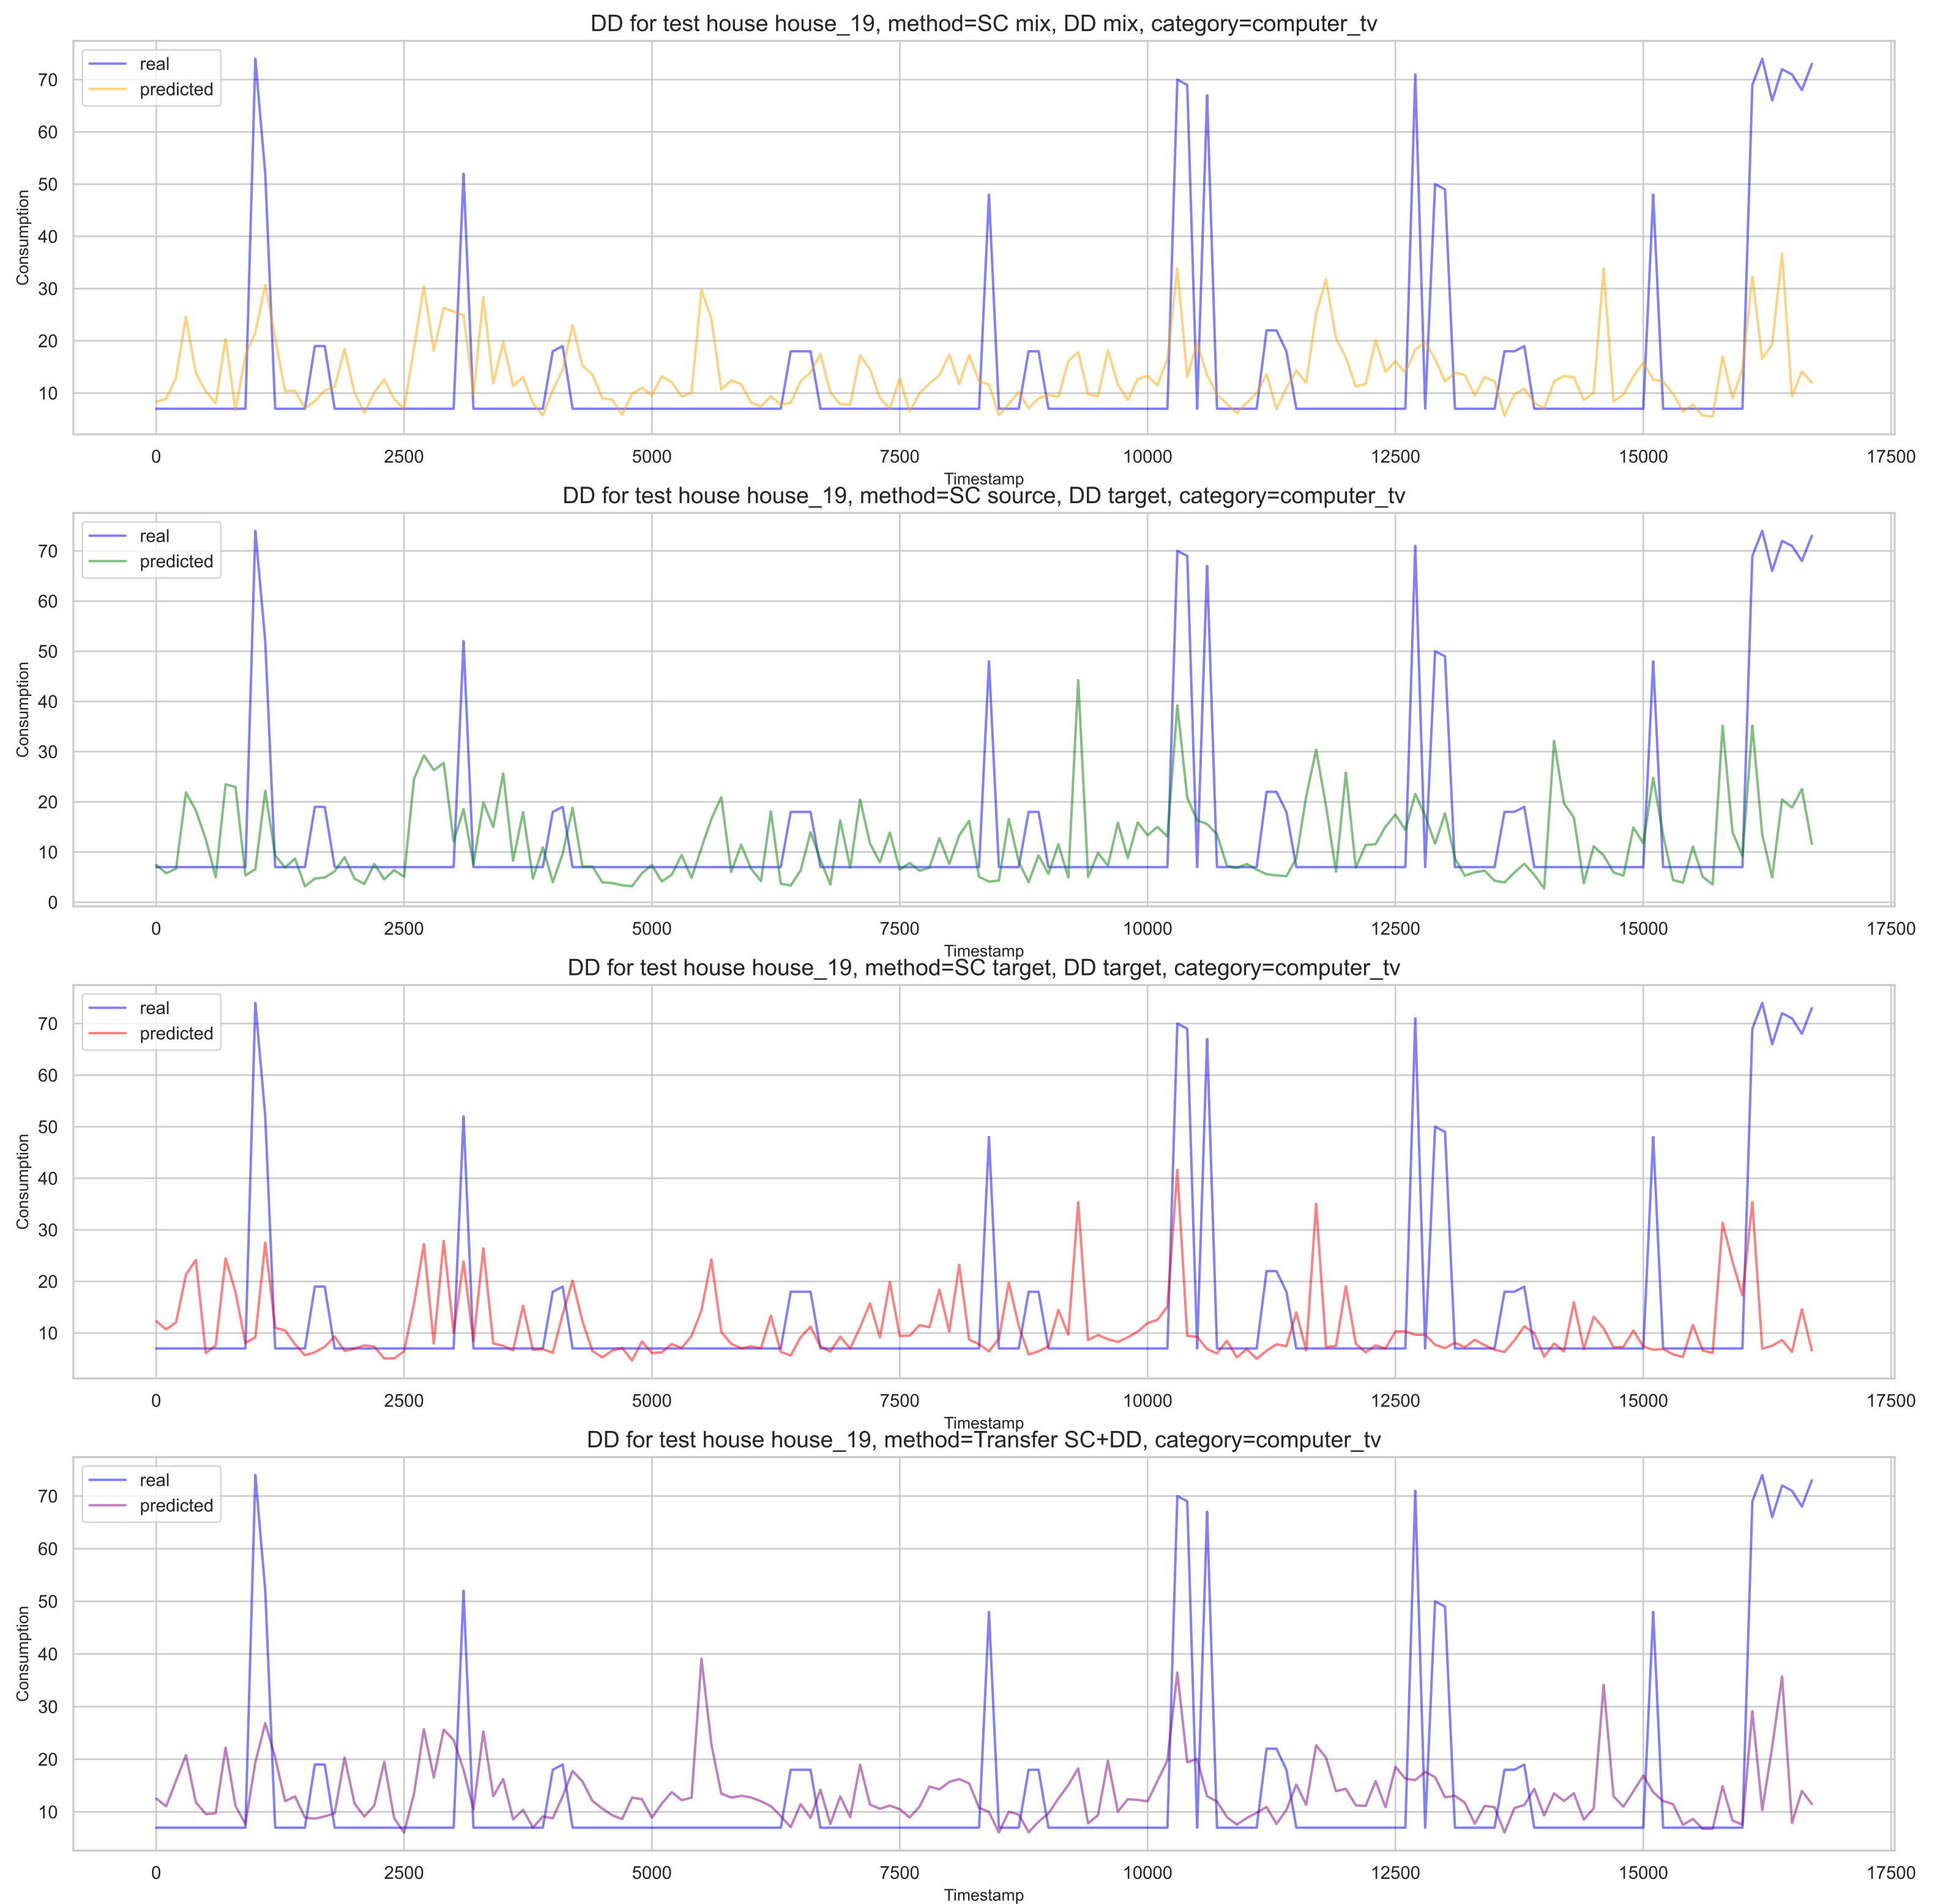 DD for test house house_19, method=SC mix, DD mix, category=computer_tv
real
predicted
70
60
50
40
30
20
10
Consumption
0 2500 5000 7500 10000 12500 15000 17500
Timestamp
DD for test house house_19, method=SC source, DD target, category=computer_tv
real
predicted
70
60
50
40
30
20
10
0
Consumption
0 2500 5000 7500 10000 12500 15000 17500
Timestamp
DD for test house house_19, method=SC target, DD target, category=computer_tv
real
predicted
70
60
50
40
30
20
10
Consumption
0 2500 5000 7500 10000 12500 15000 17500
Timestamp
DD for test house house_19, method=Transfer SC+DD, category=computer_tv
real
predicted
70
60
50
40
30
20
10
Consumption
0 2500 5000 7500 10000 12500 15000 17500
Timestamp